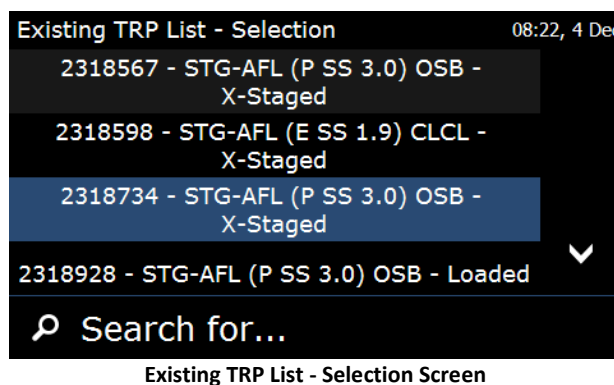 Existing TRP List - Selection 08:22, 4 Dec
2318567 - STG-AFL (P SS 3.0) OSB -
X-Staged
2318598 - STG-AFL (E SS 1.9) CLCL -
X-Staged
2318734 - STG-AFL (P SS 3.0) OSB -
X-Staged
2318928 - STG-AFL (P SS 3.0) OSB - Loaded
Search for...
Existing TRP List - Selection Screen